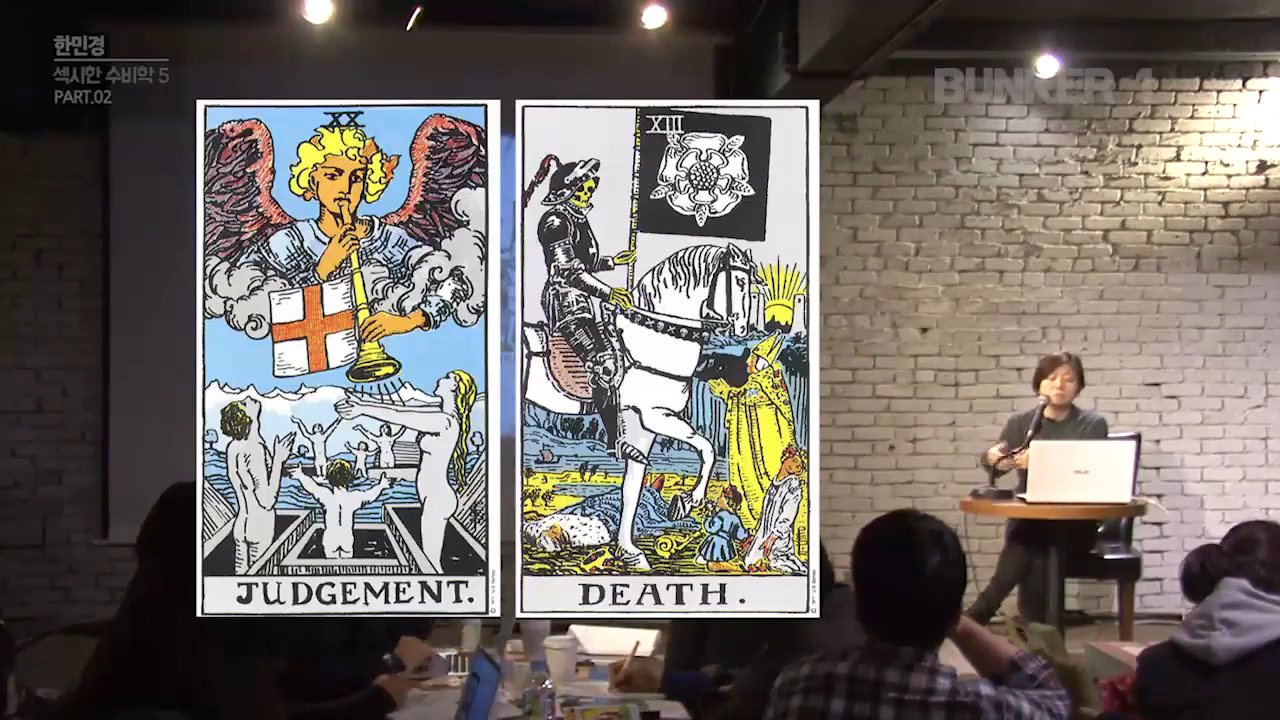 한민경
섹시한 수비학 5
PART.02
BUNKER 1
XX
JUDGEMENT.
XIII
DEATH.